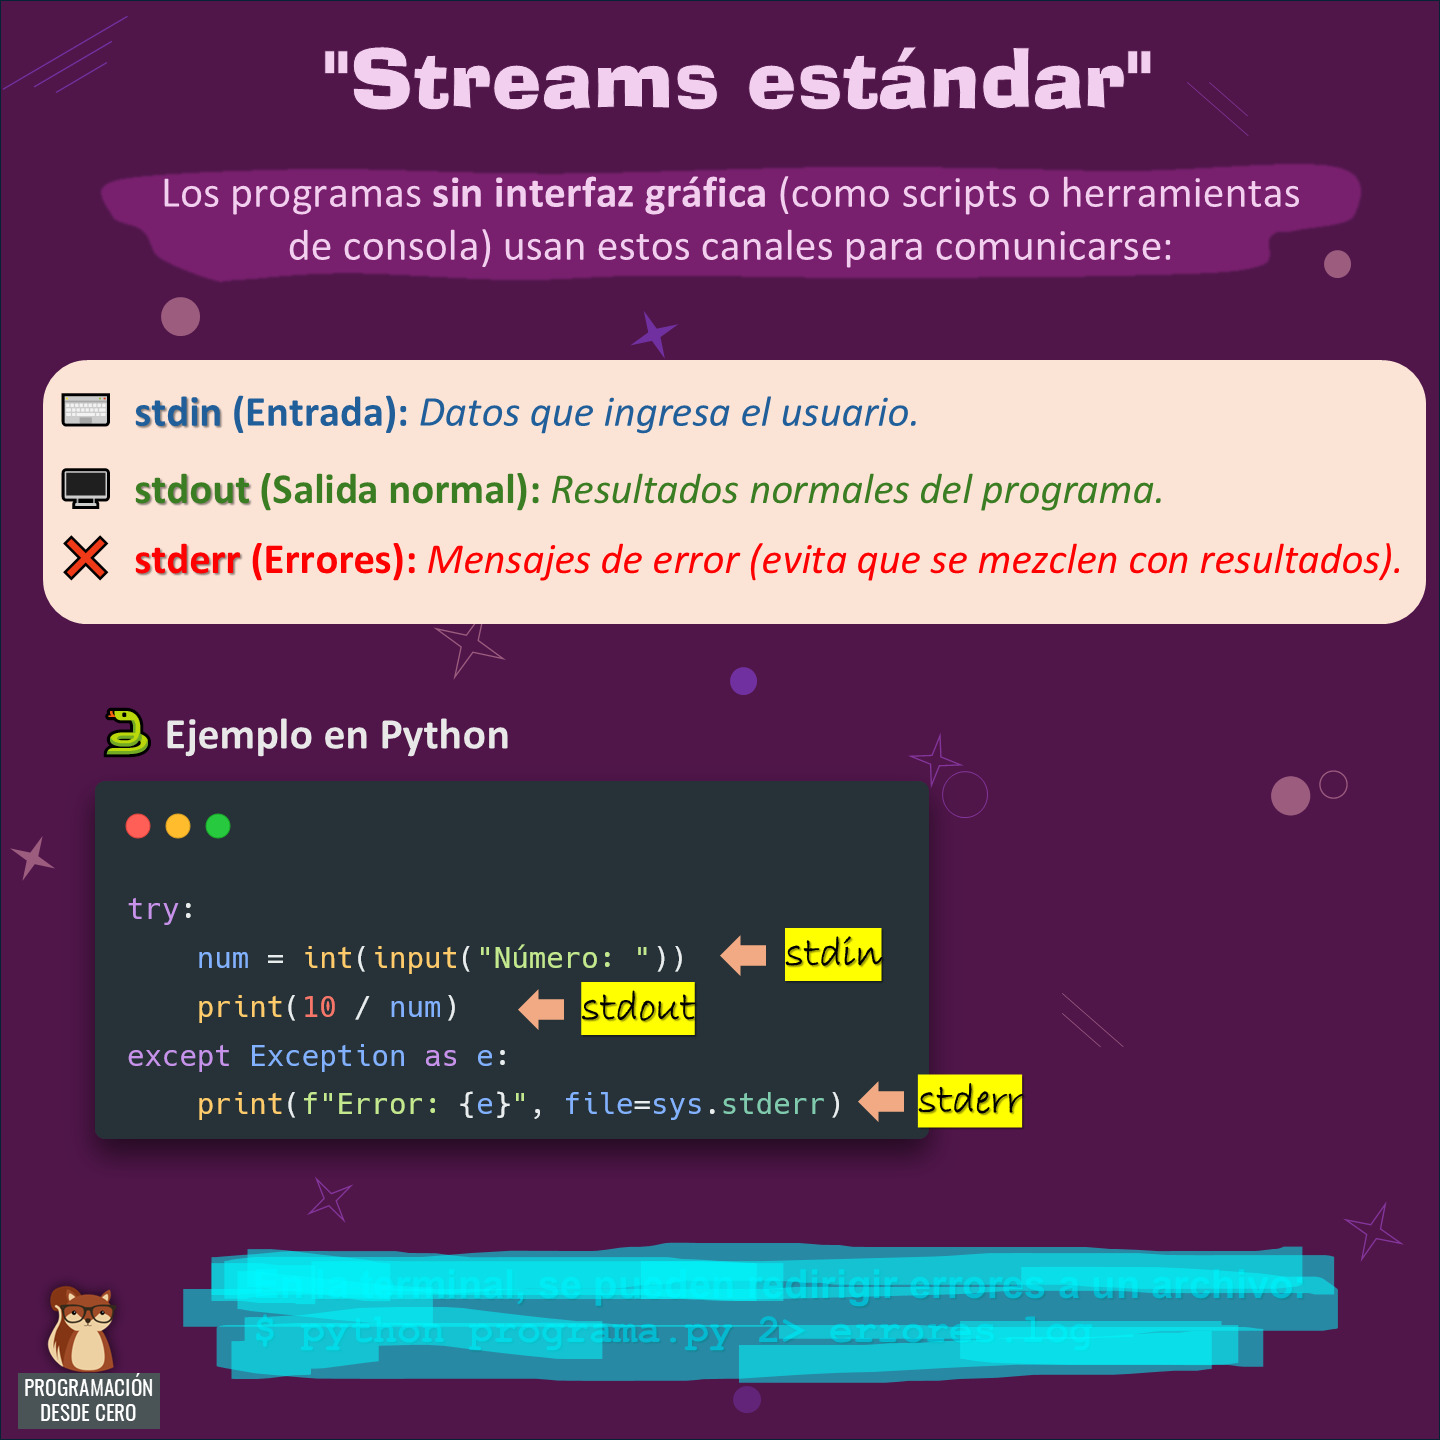 "Streams estándar"
Los programas sin interfaz gráfica (como scripts o herramientas
de consola) usan estos canales para comunicarse:
stdin (Entrada): Datos que ingresa el usuario.
stdout (Salida normal): Resultados normales del programa.
stderr (Errores): Mensajes de error (evita que se mezclen con resultados).
Ejemplo en Python
try:
    num = int(input("Número: ")) stdin
    print(10 / num) stdout
except Exception as e:
    print(f"Error: {e}", file=sys.stderr) stderr
terminal, se pueden redirigir errores a un archivo:
$ python programa.py 2> errores.log
PROGRAMACIÓN
DESDE CERO